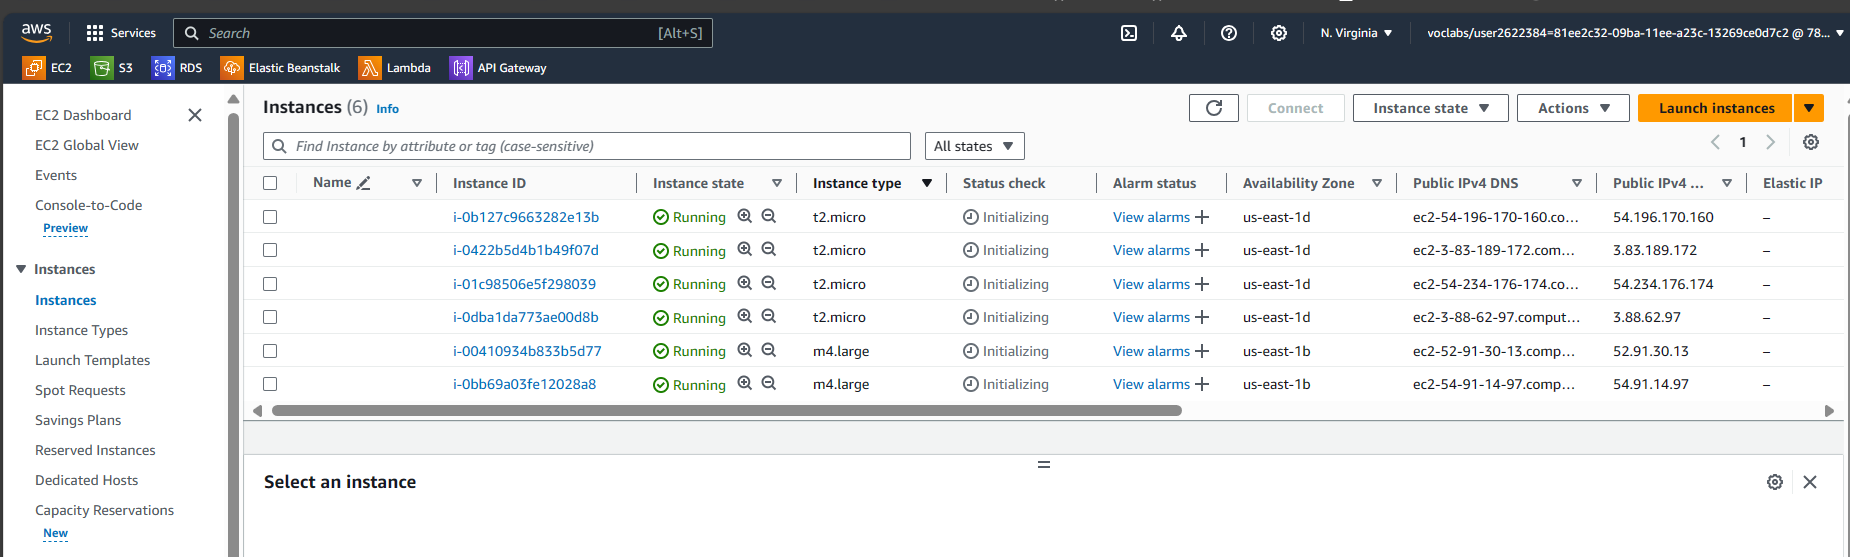 aws Services Search [Alt+S] N. Virginia voclabs/user2622384=81ee2c32-09ba-11ee-a23c-13269ce0d7c2 @ 78...
EC2 S3 RDS Elastic Beanstalk Lambda API Gateway
EC2 Dashboard
EC2 Global View
Events
Console-to-Code
Preview
Instances
Instances
Instance Types
Launch Templates
Spot Requests
Savings Plans
Reserved Instances
Dedicated Hosts
Capacity Reservations
New
Instances (6) Info Connect Instance state Actions Launch instances
Find Instance by attribute or tag (case-sensitive) All states 1
Name Instance ID Instance state Instance type Status check Alarm status Availability Zone Public IPv4 DNS Public IPv4 ... Elastic IP
i-0b127c9663282e13b Running t2.micro Initializing View alarms + us-east-1d ec2-54-196-170-160.co... 54.196.170.160 –
i-0422b5d4b1b49f07d Running t2.micro Initializing View alarms + us-east-1d ec2-3-83-189-172.com... 3.83.189.172 –
i-01c98506e5f298039 Running t2.micro Initializing View alarms + us-east-1d ec2-54-234-176-174.co... 54.234.176.174 –
i-0dba1da773ae00d8b Running t2.micro Initializing View alarms + us-east-1d ec2-3-88-62-97.comput... 3.88.62.97 –
i-00410934b833b5d77 Running m4.large Initializing View alarms + us-east-1b ec2-52-91-30-13.comp... 52.91.30.13 –
i-0bb69a03fe12028a8 Running m4.large Initializing View alarms + us-east-1b ec2-54-91-14-97.comp... 54.91.14.97 –
Select an instance